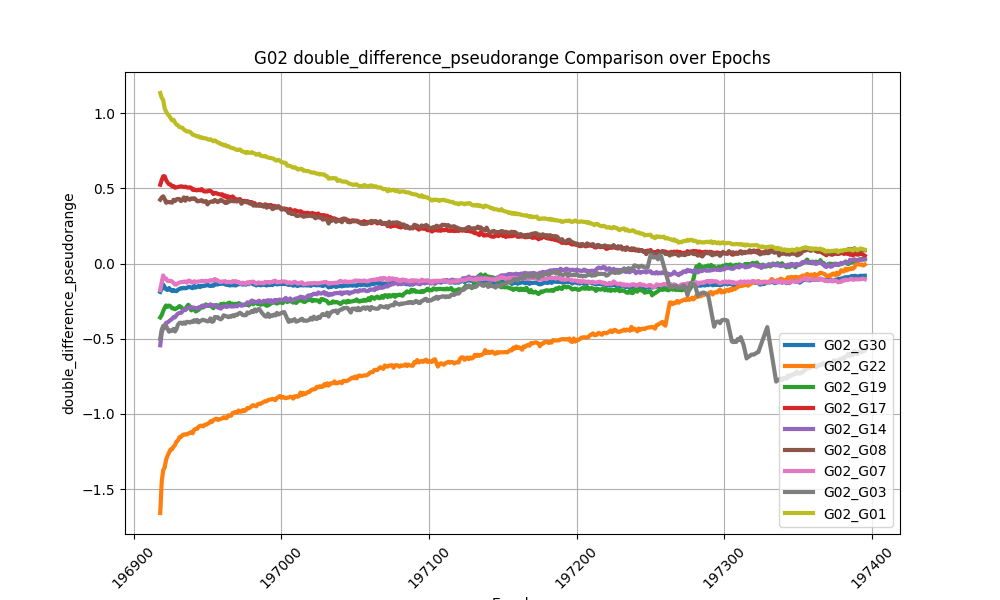 G02 double_difference_pseudorange Comparison over Epochs
double_difference_pseudorange
1.0
0.5
0.0
−0.5
−1.0
−1.5
196900
197000
197100
197200
197300
197400
G02_G30
G02_G22
G02_G19
G02_G17
G02_G14
G02_G08
G02_G07
G02_G03
G02_G01